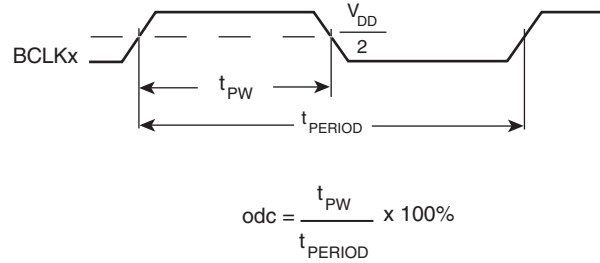 V_DD
2
BCLKx
t_PW
t_PERIOD
odc = t_PW / t_PERIOD x 100%